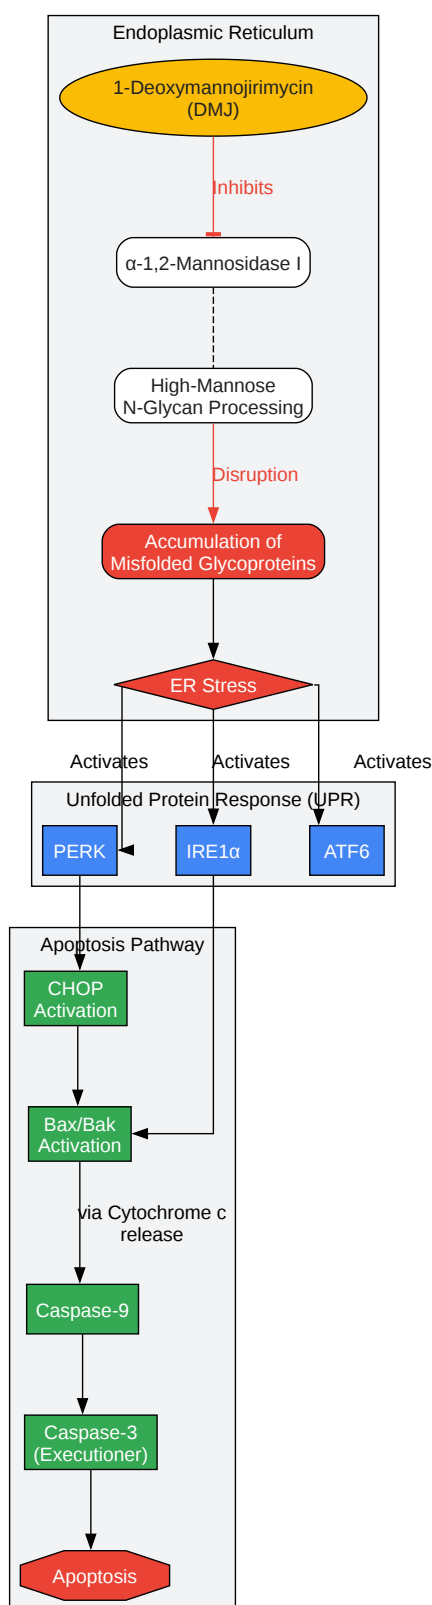 Endoplasmic Reticulum
1-Deoxymannojirimycin
(DMJ)
Inhibits
α-1,2-Mannosidase I
High-Mannose
N-Glycan Processing
Disruption
Accumulation of
Misfolded Glycoproteins
ER Stress
Activates
Activates
Activates
Unfolded Protein Response (UPR)
PERK
IRE1α
ATF6
Apoptosis Pathway
CHOP
Activation
Bax/Bak
Activation
via Cytochrome c
release
Caspase-9
Caspase-3
(Executioner)
Apoptosis